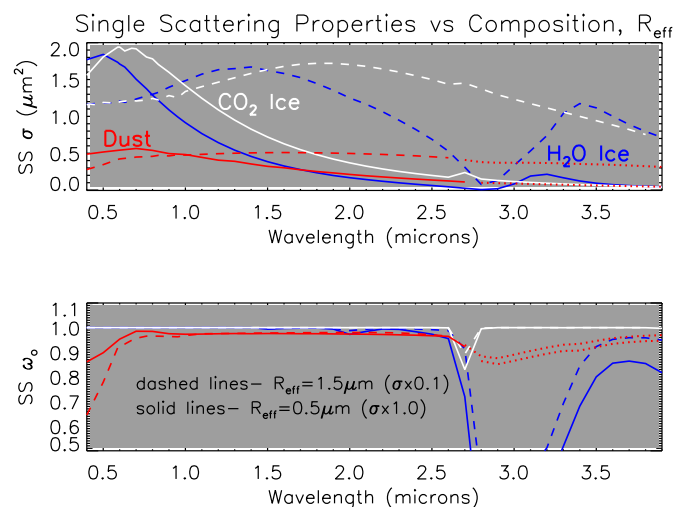 Single Scattering Properties vs Composition, R_eff
SS σ (μm²)
2.0
1.5
1.0
0.5
0.0
CO₂ Ice
Dust
H₂O Ice
0.5 1.0 1.5 2.0 2.5 3.0 3.5
Wavelength (microns)
SS ω₀
1.1
1.0
0.9
0.8
0.7
0.6
0.5
dashed lines– R_eff=1.5μm (σx0.1)
solid lines– R_eff=0.5μm (σx1.0)
0.5 1.0 1.5 2.0 2.5 3.0 3.5
Wavelength (microns)